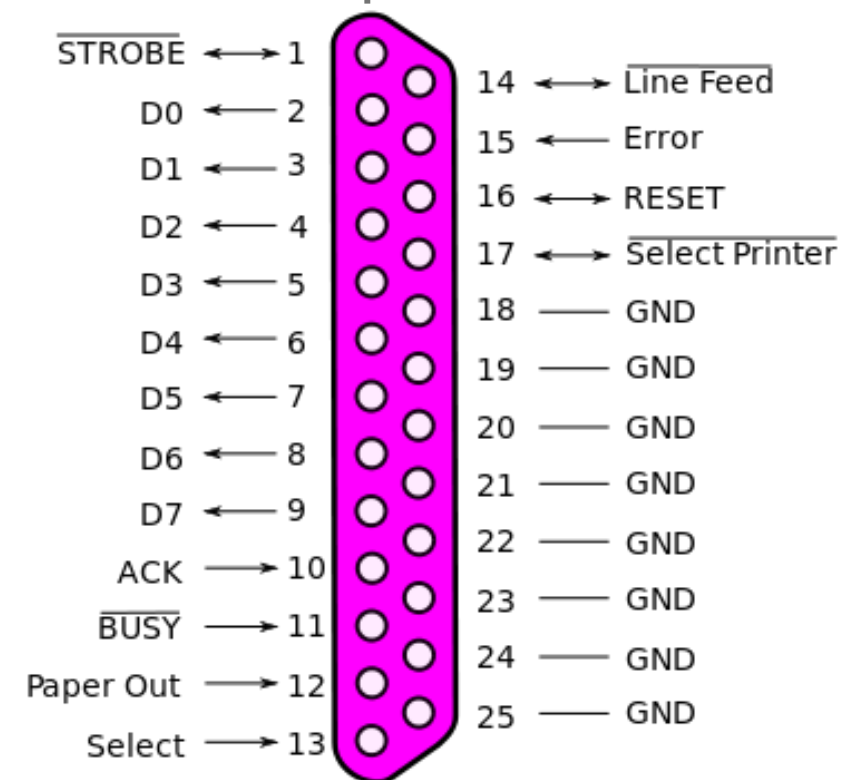 STROBE 1
D0 2
D1 3
D2 4
D3 5
D4 6
D5 7
D6 8
D7 9
ACK 10
BUSY 11
Paper Out 12
Select 13
14 Line Feed
15 Error
16 RESET
17 Select Printer
18 GND
19 GND
20 GND
21 GND
22 GND
23 GND
24 GND
25 GND